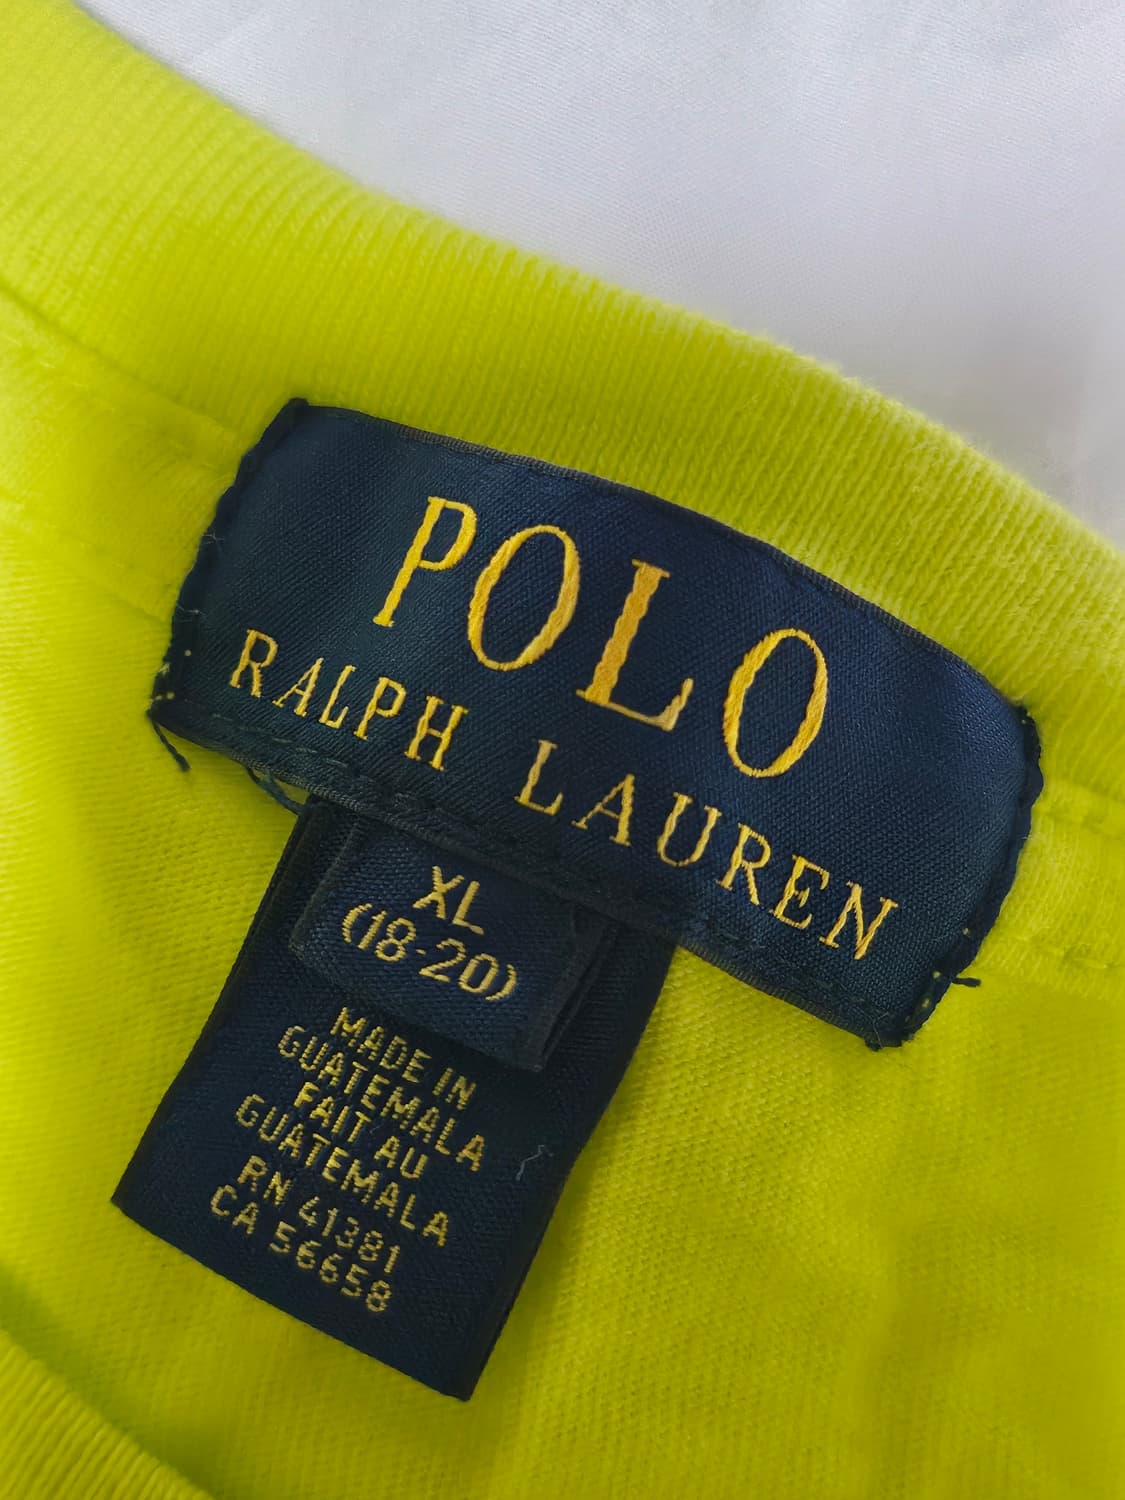 POLO
RALPH LAUREN
XL
(18-20)
MADE IN
GUATEMALA
FAIT AU
GUATEMALA
RN 41381
CA 56658